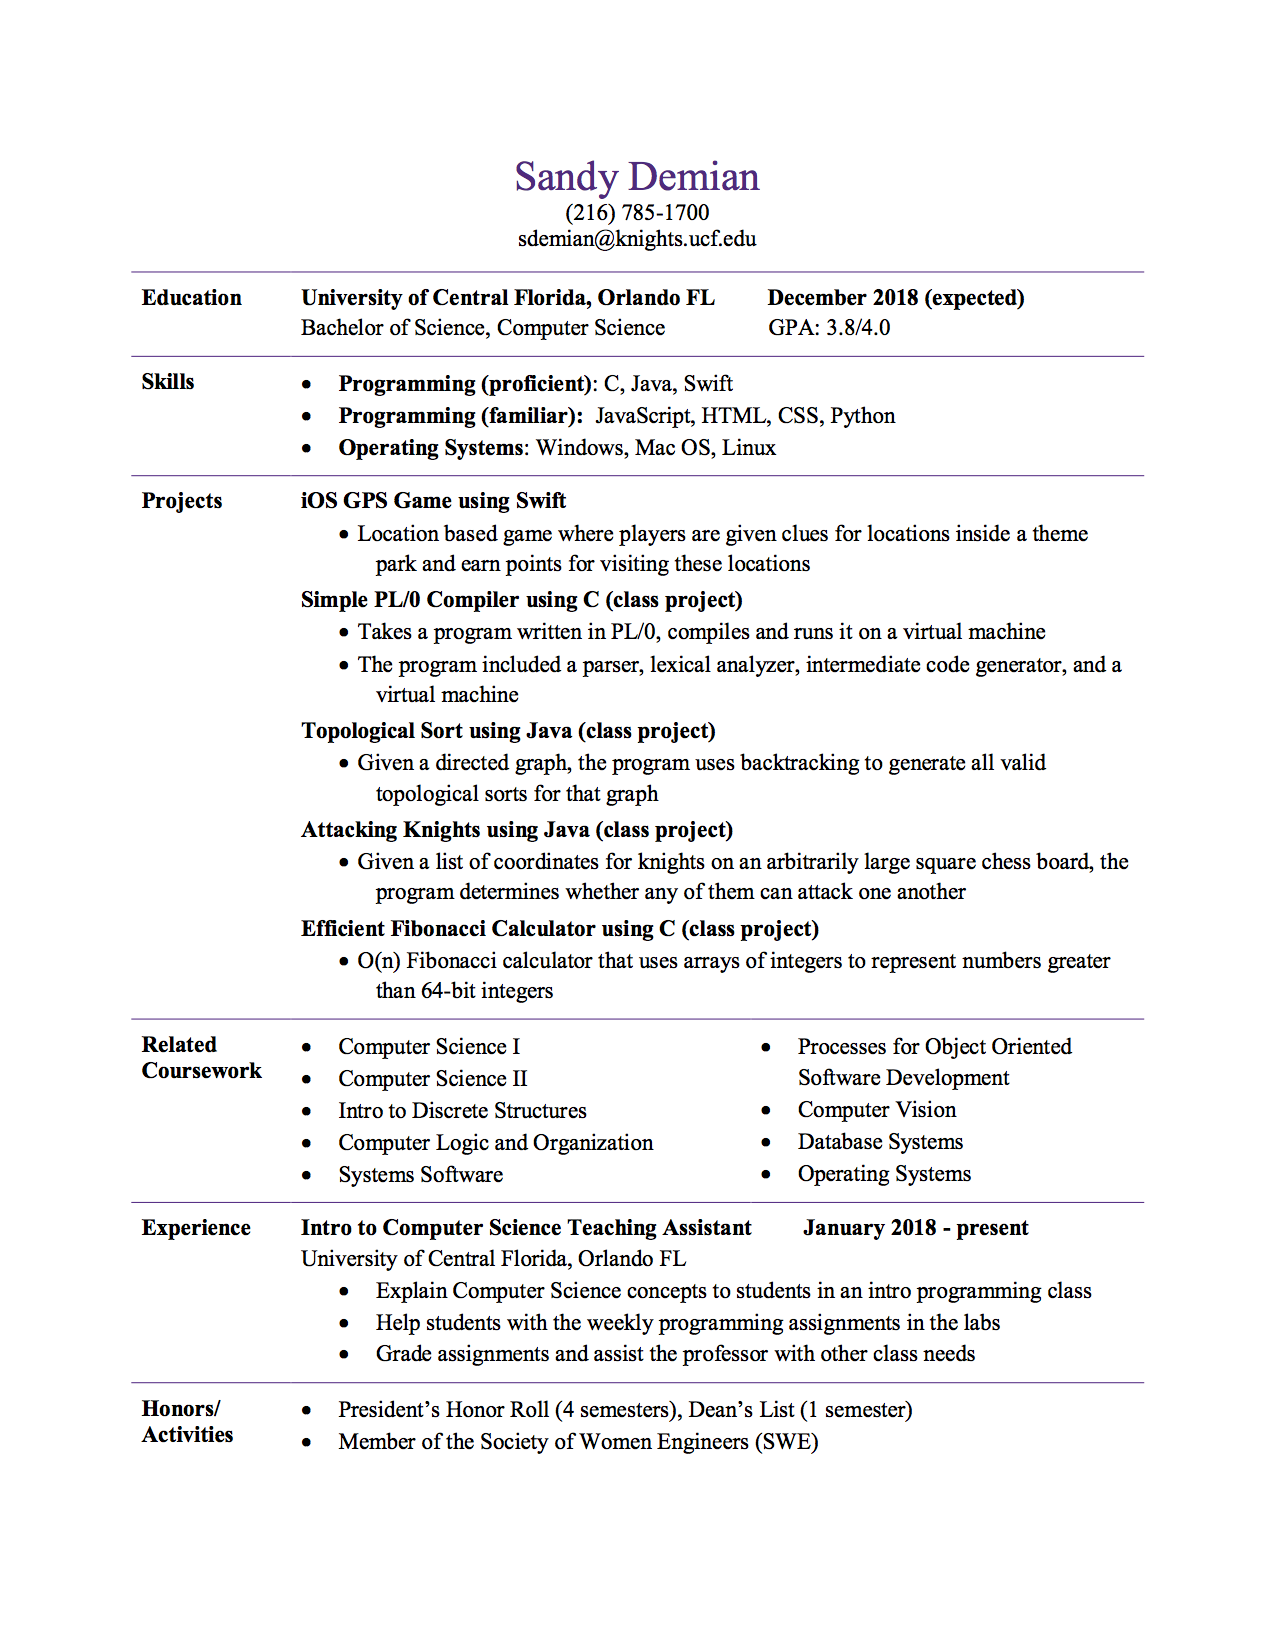 Sandy Demian
(216) 785-1700
sdemian@knights.ucf.edu
Education
University of Central Florida, Orlando FL December 2018 (expected)
Bachelor of Science, Computer Science GPA: 3.8/4.0
Skills
• Programming (proficient): C, Java, Swift
• Programming (familiar): JavaScript, HTML, CSS, Python
• Operating Systems: Windows, Mac OS, Linux
Projects
iOS GPS Game using Swift
• Location based game where players are given clues for locations inside a theme
park and earn points for visiting these locations
Simple PL/0 Compiler using C (class project)
• Takes a program written in PL/0, compiles and runs it on a virtual machine
• The program included a parser, lexical analyzer, intermediate code generator, and a
virtual machine
Topological Sort using Java (class project)
• Given a directed graph, the program uses backtracking to generate all valid
topological sorts for that graph
Attacking Knights using Java (class project)
• Given a list of coordinates for knights on an arbitrarily large square chess board, the
program determines whether any of them can attack one another
Efficient Fibonacci Calculator using C (class project)
• O(n) Fibonacci calculator that uses arrays of integers to represent numbers greater
than 64-bit integers
Related
Coursework
• Computer Science I
• Computer Science II
• Intro to Discrete Structures
• Computer Logic and Organization
• Systems Software
• Processes for Object Oriented
Software Development
• Computer Vision
• Database Systems
• Operating Systems
Experience
Intro to Computer Science Teaching Assistant January 2018 - present
University of Central Florida, Orlando FL
• Explain Computer Science concepts to students in an intro programming class
• Help students with the weekly programming assignments in the labs
• Grade assignments and assist the professor with other class needs
Honors/
Activities
• President’s Honor Roll (4 semesters), Dean’s List (1 semester)
• Member of the Society of Women Engineers (SWE)